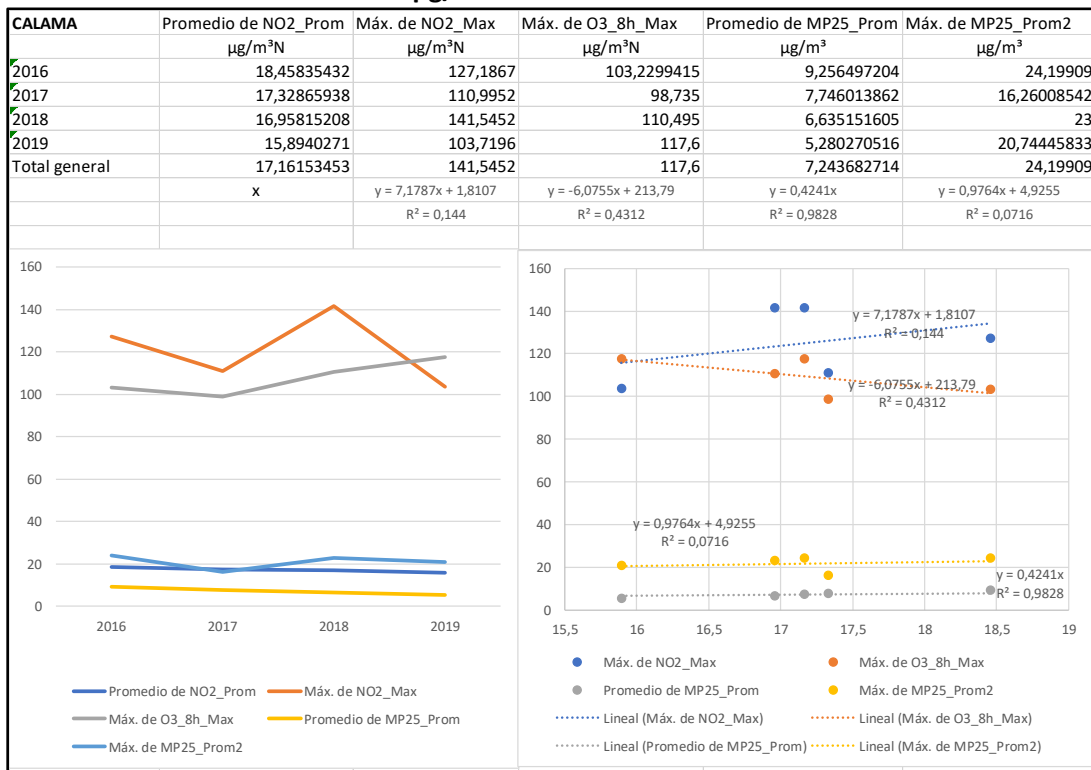 CALAMA Promedio de NO2_Prom Máx. de NO2_Max Máx. de O3_8h_Max Promedio de MP25_Prom Máx. de MP25_Prom2
µg/m³N µg/m³N µg/m³N µg/m³ µg/m³
2016 18,45835432 127,1867 103,2299415 9,256497204 24,19909
2017 17,32865938 110,9952 98,735 7,746013862 16,26008542
2018 16,95815208 141,5452 110,495 6,635151605 23
2019 15,8940271 103,7196 117,6 5,280270516 20,74445833
Total general 17,16153453 141,5452 117,6 7,243682714 24,19909
x y = 7,1787x + 1,8107 y = -6,0755x + 213,79 y = 0,4241x y = 0,9764x + 4,9255
R² = 0,144 R² = 0,4312 R² = 0,9828 R² = 0,0716
160
140
120
100
80
60
40
20
0
2016 2017 2018 2019
Promedio de NO2_Prom Máx. de NO2_Max
Máx. de O3_8h_Max Promedio de MP25_Prom
Máx. de MP25_Prom2
160
140
120
100
80
60
40
20
0
y = 7,1787x + 1,8107
R² = 0,144
y = -6,0755x + 213,79
R² = 0,4312
y = 0,9764x + 4,9255
R² = 0,0716
y = 0,4241x
R² = 0,9828
15,5 16 16,5 17 17,5 18 18,5 19
Máx. de NO2_Max Máx. de O3_8h_Max
Promedio de MP25_Prom Máx. de MP25_Prom2
Lineal (Máx. de NO2_Max) Lineal (Máx. de O3_8h_Max)
Lineal (Promedio de MP25_Prom) Lineal (Máx. de MP25_Prom2)